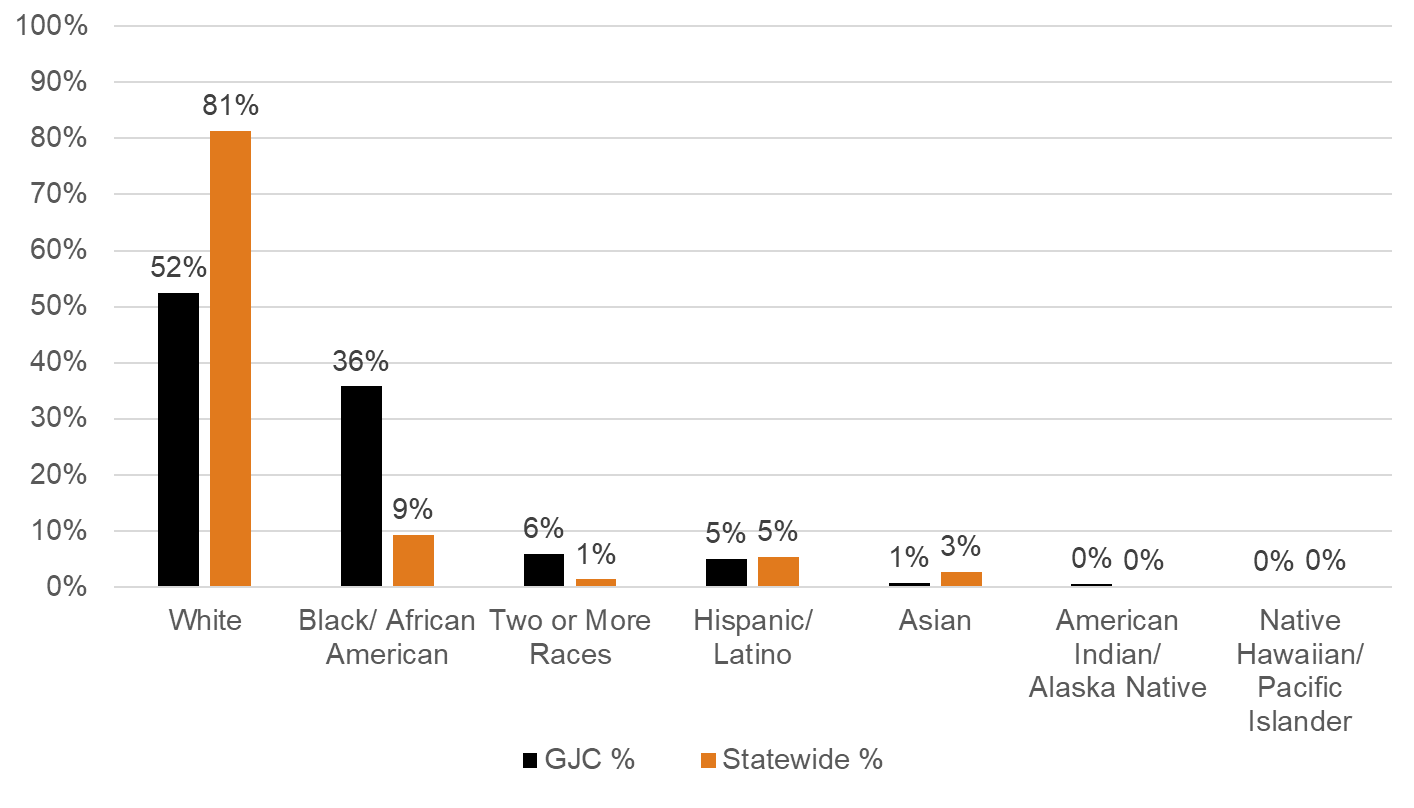 100%
90%
80%
70%
60%
50%
40%
30%
20%
10%
0%
81%
52%
36%
9%
6%
1%
5%
5%
1%
3%
0%
0%
0%
0%
White
Black/ African
American
Two or More
Races
Hispanic/
Latino
Asian
American
Indian/
Alaska Native
Native
Hawaiian/
Pacific
Islander
GJC %
Statewide %